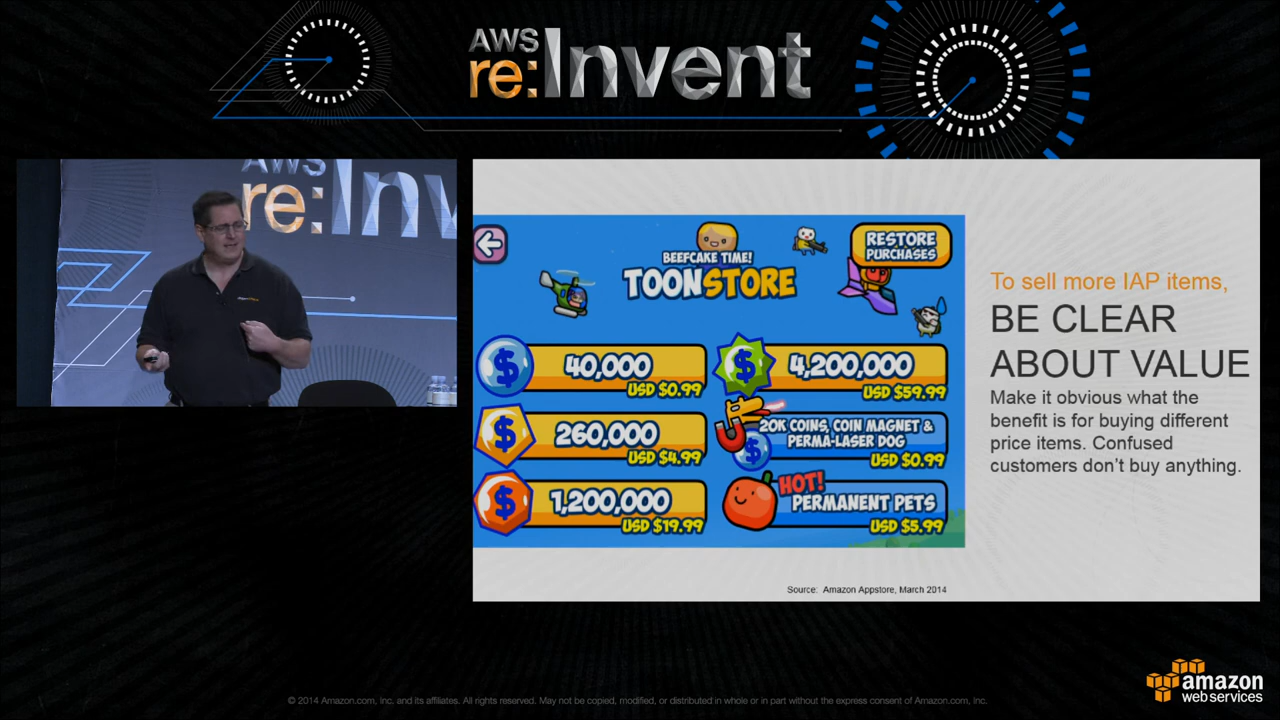 AWS
re:Invent
AWS
re:Inv
BEEFCAKE TIME!
TOONSTORE
RESTORE
PURCHASES
40,000
USD $0.99
4,200,000
USD $59.99
260,000
USD $4.99
20K COINS, COIN MAGNET &
PERMA-LASER DOG
USD $0.99
1,200,000
USD $19.99
HOT!
PERMANENT PETS
USD $5.99
To sell more IAP items,
BE CLEAR
ABOUT VALUE
Make it obvious what the
benefit is for buying different
price items. Confused
customers don't buy anything.
Source: Amazon Appstore, March 2014
© 2014 Amazon.com, Inc. and its affiliates. All rights reserved. May not be copied, modified, or distributed in whole or in part without the express consent of Amazon.com, Inc.
amazon
web services